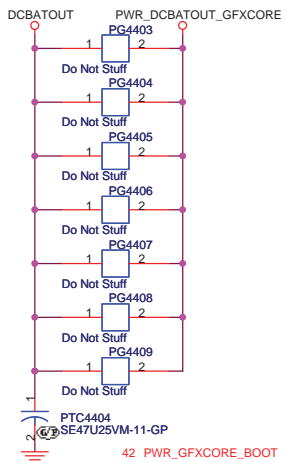 DCBATOUT PWR_DCBATOUT_GFXCORE
PG4403
1 2
Do Not Stuff
PG4404
1 2
Do Not Stuff
PG4405
1 2
Do Not Stuff
PG4406
1 2
Do Not Stuff
PG4407
1 2
Do Not Stuff
PG4408
1 2
Do Not Stuff
PG4409
1 2
Do Not Stuff
1
PTC4404
SE47U25VM-11-GP
2
42 PWR_GFXCORE_BOOT